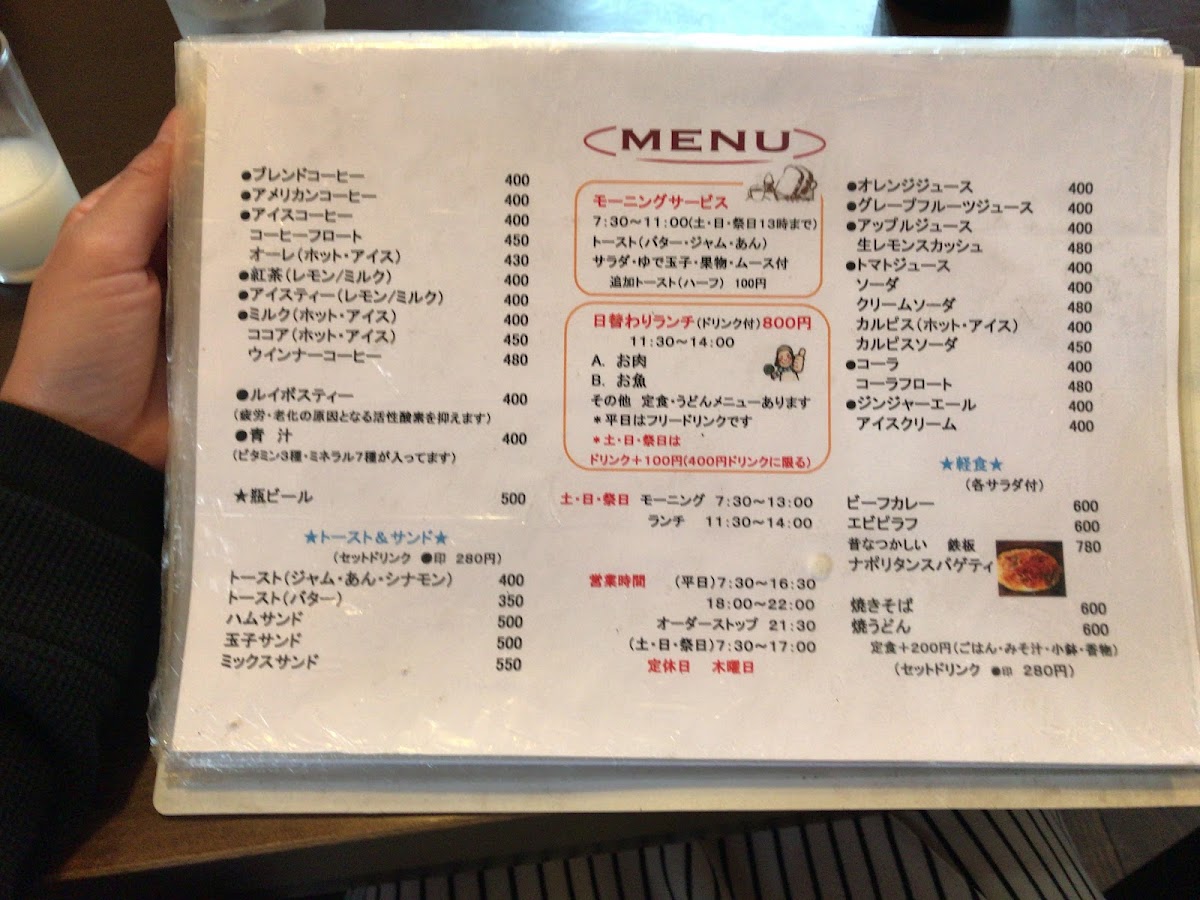 MENU
●ブレンドコーヒー 400
●アメリカンコーヒー 400
●アイスコーヒー 400
コーヒーフロート 450
オーレ(ホット・アイス) 430
●紅茶(レモン/ミルク) 400
●アイスティー(レモン/ミルク) 400
●ミルク(ホット・アイス) 400
ココア(ホット・アイス) 450
ウインナーコーヒー 480
●ルイボスティー 400
(疲労・老化の原因となる活性酸素を抑えます)
●青 汁 400
(ビタミン3種・ミネラル7種が入ってます)
★瓶ビール 500
★トースト&サンド★
(セットドリンク ●印 280円)
トースト(ジャム・あん・シナモン) 400
トースト(バター) 350
ハムサンド 500
玉子サンド 500
ミックスサンド 550
モーニングサービス
7:30~11:00(土・日・祭日13時まで)
トースト(バター・ジャム・あん)
サラダ・ゆで玉子・果物・ムース付
追加トースト(ハーフ) 100円
日替わりランチ(ドリンク付)800円
11:30~14:00
A. お肉
B. お魚
その他 定食・うどんメニューあります
*平日はフリードリンクです
*土・日・祭日は
ドリンク+100円(400円ドリンクに限る)
土・日・祭日 モーニング 7:30~13:00
ランチ 11:30~14:00
営業時間 (平日)7:30~16:30
18:00~22:00
オーダーストップ 21:30
(土・日・祭日)7:30~17:00
定休日 木曜日
●オレンジジュース 400
●グレープフルーツジュース 400
●アップルジュース 400
生レモンスカッシュ 480
●トマトジュース 400
ソーダ 400
クリームソーダ 480
カルピス(ホット・アイス) 400
カルピスソーダ 450
●コーラ 400
コーラフロート 480
●ジンジャーエール 400
アイスクリーム 400
★軽食★
(各サラダ付)
ビーフカレー 600
エビピラフ 600
昔なつかしい 鉄板 780
ナポリタンスパゲティ
焼きそば 600
焼うどん 600
定食+200円(ごはん・みそ汁・小鉢・香物)
(セットドリンク ●印 280円)